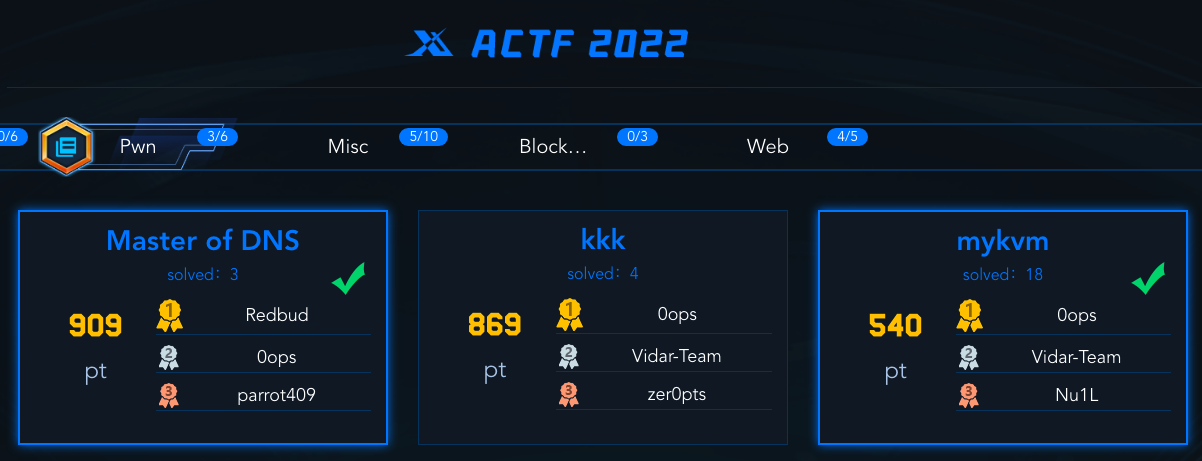 ACTF 2022
0/6
Pwn
3/6
Misc
5/10
Block...
0/3
Web
4/5
Master of DNS
solved: 3
909
pt
1
Redbud
2
0ops
3
parrot409
kkk
solved: 4
869
pt
1
0ops
2
Vidar-Team
3
zer0pts
mykvm
solved: 18
540
pt
1
0ops
2
Vidar-Team
3
Nu1L